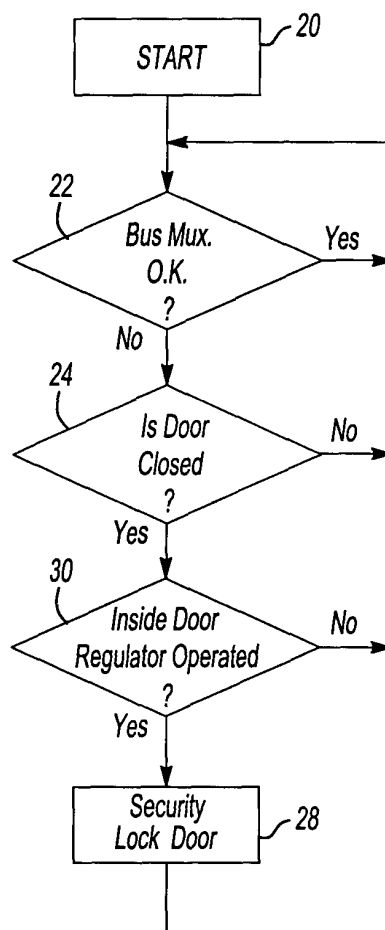 20
START
22
Bus Mux.
O.K.
?
Yes
No
24
Is Door
Closed
?
No
Yes
30
Inside Door
Regulator Operated
?
No
Yes
Security
Lock Door
28